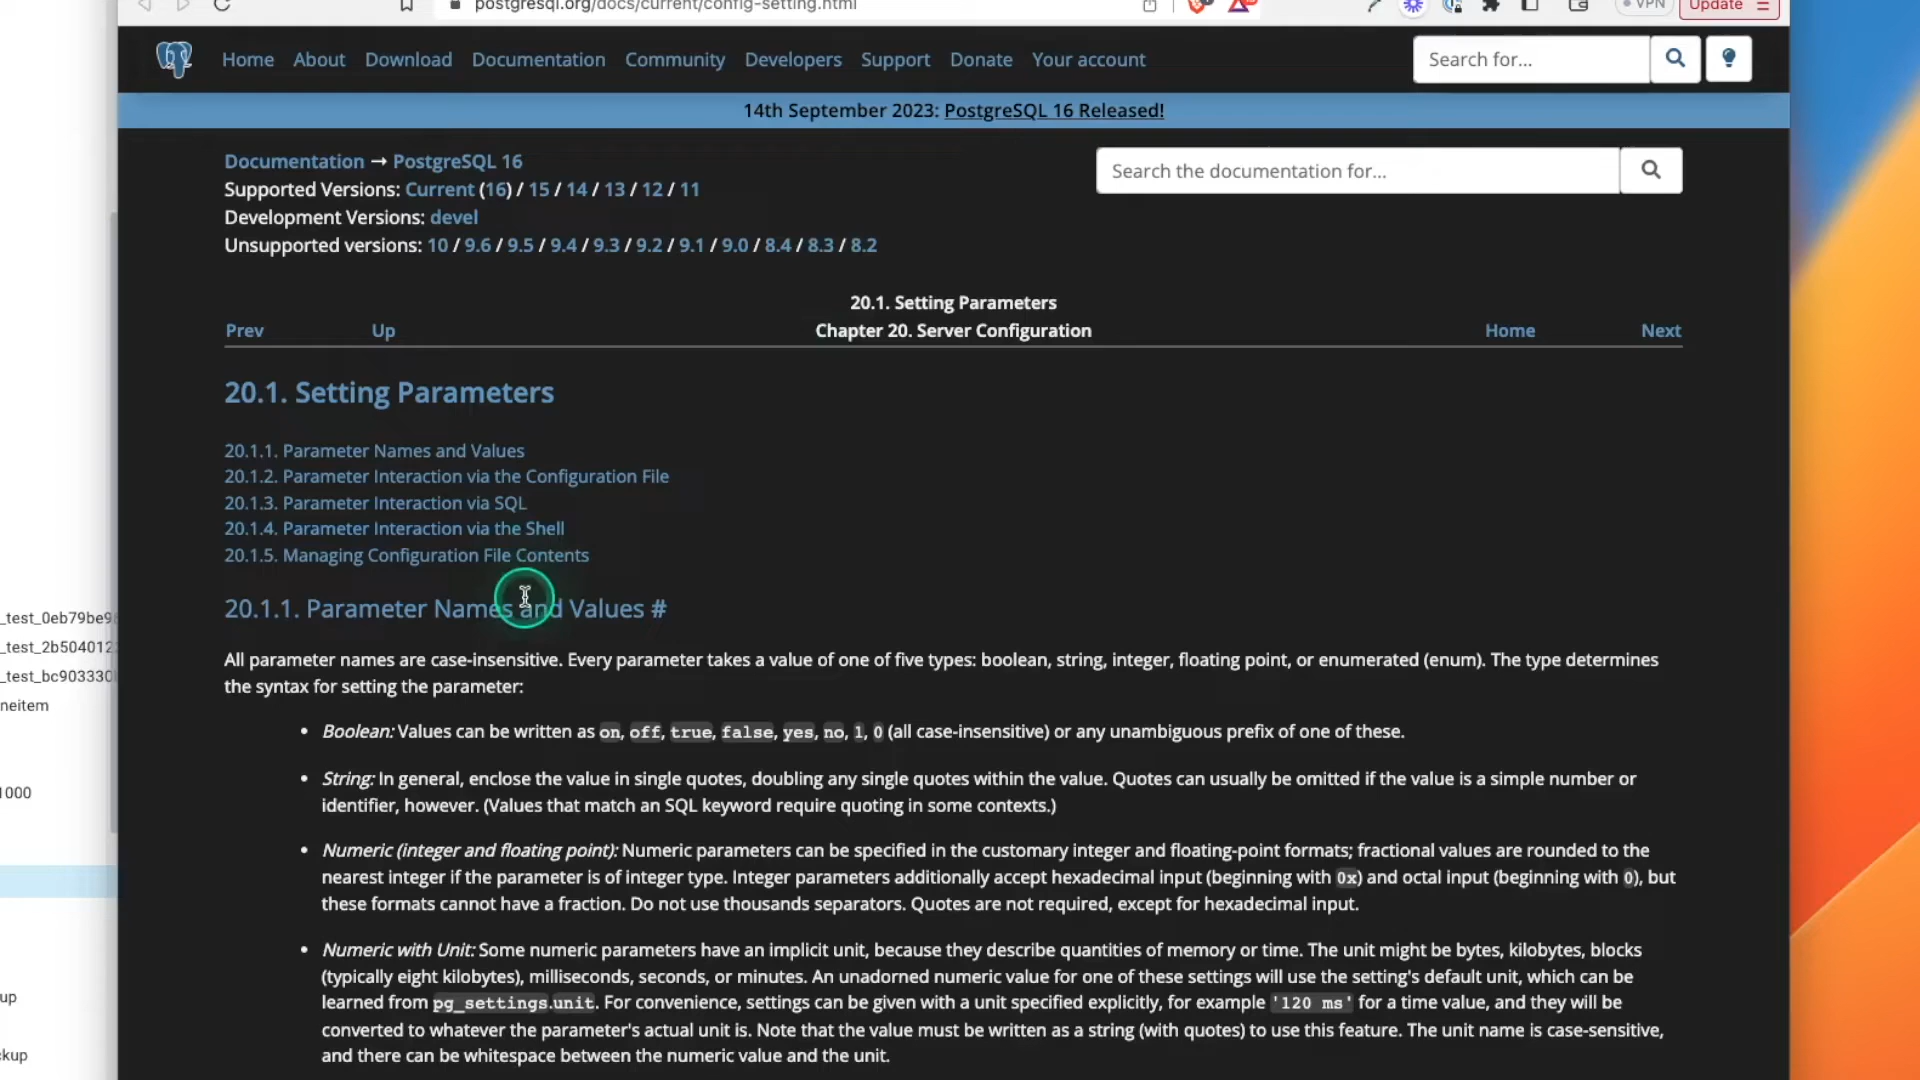 postgresql.org/docs/current/config-setting.html
VPN
Update
Home About Download Documentation Community Developers Support Donate Your account
Search for...
14th September 2023: PostgreSQL 16 Released!
Documentation → PostgreSQL 16
Search the documentation for...
Supported Versions: Current (16) / 15 / 14 / 13 / 12 / 11
Development Versions: devel
Unsupported versions: 10 / 9.6 / 9.5 / 9.4 / 9.3 / 9.2 / 9.1 / 9.0 / 8.4 / 8.3 / 8.2
20.1. Setting Parameters
Prev Up Chapter 20. Server Configuration Home Next
20.1. Setting Parameters
20.1.1. Parameter Names and Values
20.1.2. Parameter Interaction via the Configuration File
20.1.3. Parameter Interaction via SQL
20.1.4. Parameter Interaction via the Shell
20.1.5. Managing Configuration File Contents
20.1.1. Parameter Names and Values #
All parameter names are case-insensitive. Every parameter takes a value of one of five types: boolean, string, integer, floating point, or enumerated (enum). The type determines
the syntax for setting the parameter:
• Boolean: Values can be written as on, off, true, false, yes, no, 1, 0 (all case-insensitive) or any unambiguous prefix of one of these.
• String: In general, enclose the value in single quotes, doubling any single quotes within the value. Quotes can usually be omitted if the value is a simple number or
identifier, however. (Values that match an SQL keyword require quoting in some contexts.)
• Numeric (integer and floating point): Numeric parameters can be specified in the customary integer and floating-point formats; fractional values are rounded to the
nearest integer if the parameter is of integer type. Integer parameters additionally accept hexadecimal input (beginning with 0x) and octal input (beginning with 0), but
these formats cannot have a fraction. Do not use thousands separators. Quotes are not required, except for hexadecimal input.
• Numeric with Unit: Some numeric parameters have an implicit unit, because they describe quantities of memory or time. The unit might be bytes, kilobytes, blocks
(typically eight kilobytes), milliseconds, seconds, or minutes. An unadorned numeric value for one of these settings will use the setting's default unit, which can be
learned from pg_settings.unit. For convenience, settings can be given with a unit specified explicitly, for example '120 ms' for a time value, and they will be
converted to whatever the parameter's actual unit is. Note that the value must be written as a string (with quotes) to use this feature. The unit name is case-sensitive,
and there can be whitespace between the numeric value and the unit.
_test_0eb79be9
_test_2b50401
_test_bc903330
neitem
1000
up
kup